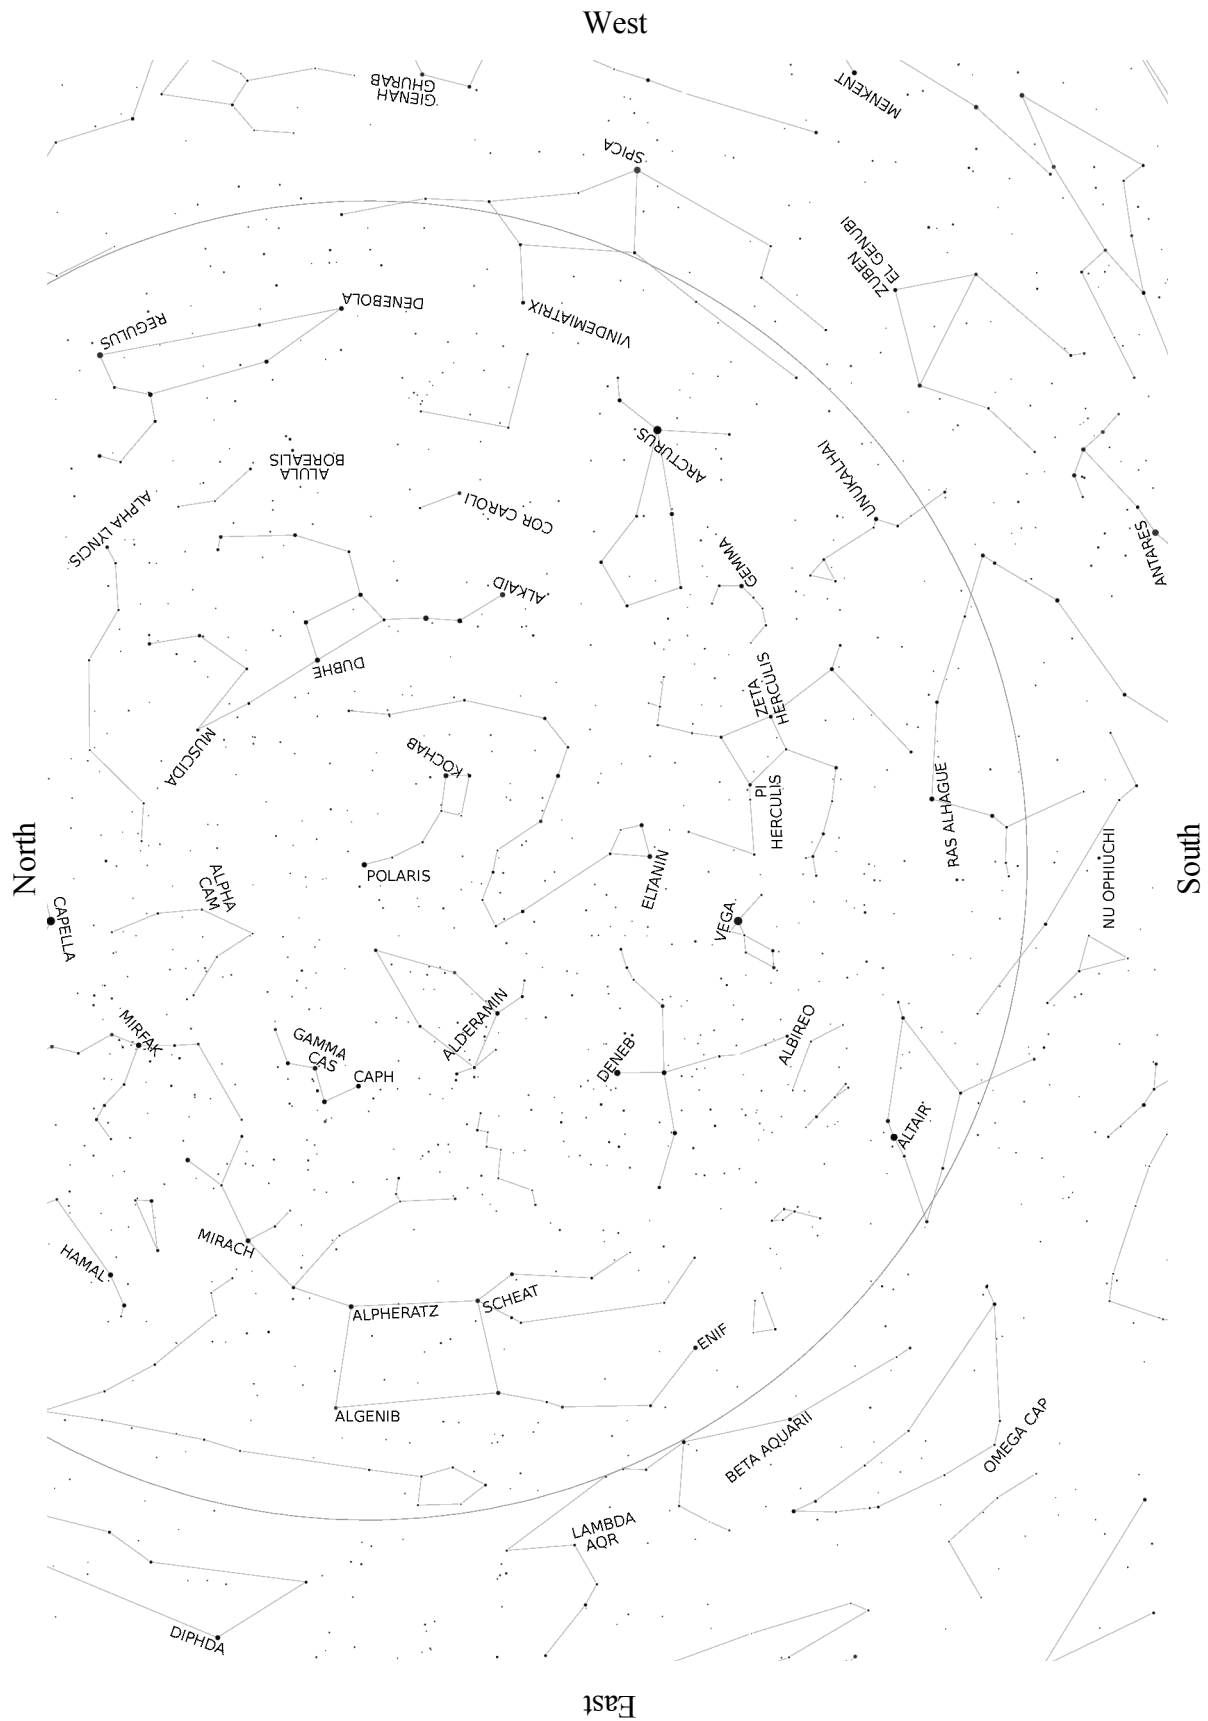 West
GIENAH
GHURAB
MENKENT
SPICA
ZUBEN
EL GENUBI
DENEBOLA
REGULUS
VINDEMIATRIX
ARCTURUS
ALULA
BOREALIS
UNUKALHAI
ALPHA LYNCIS
COR CAROLI
ANTARES
GEMMA
ALKAID
DUBHE
ZETA
HERCULIS
MUSCIDA
KOCHAB
PI
HERCULIS
RAS ALHAGUE
North
South
POLARIS
ELTANIN
NU OPHIUCHI
ALPHA
CAM
CAPELLA
VEGA
MIRFAK
ALDERAMIN
ALBIREO
GAMMA
CAS
CAPH
DENEB
ALTAIR
MIRACH
HAMAL
SCHEAT
ALPHERATZ
ENIF
ALGENIB
BETA AQUARII
OMEGA CAP
LAMBDA
AQR
DIPHDA
East